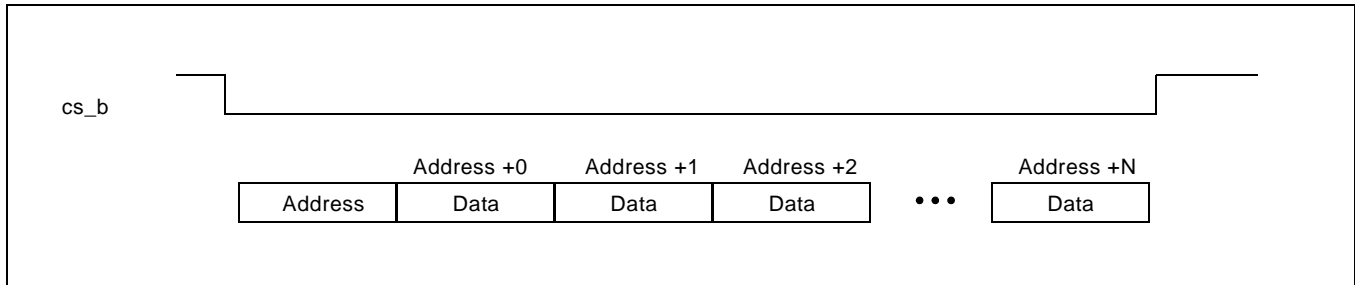 cs_b
Address +0 Address +1 Address +2 Address +N
Address Data Data Data ••• Data